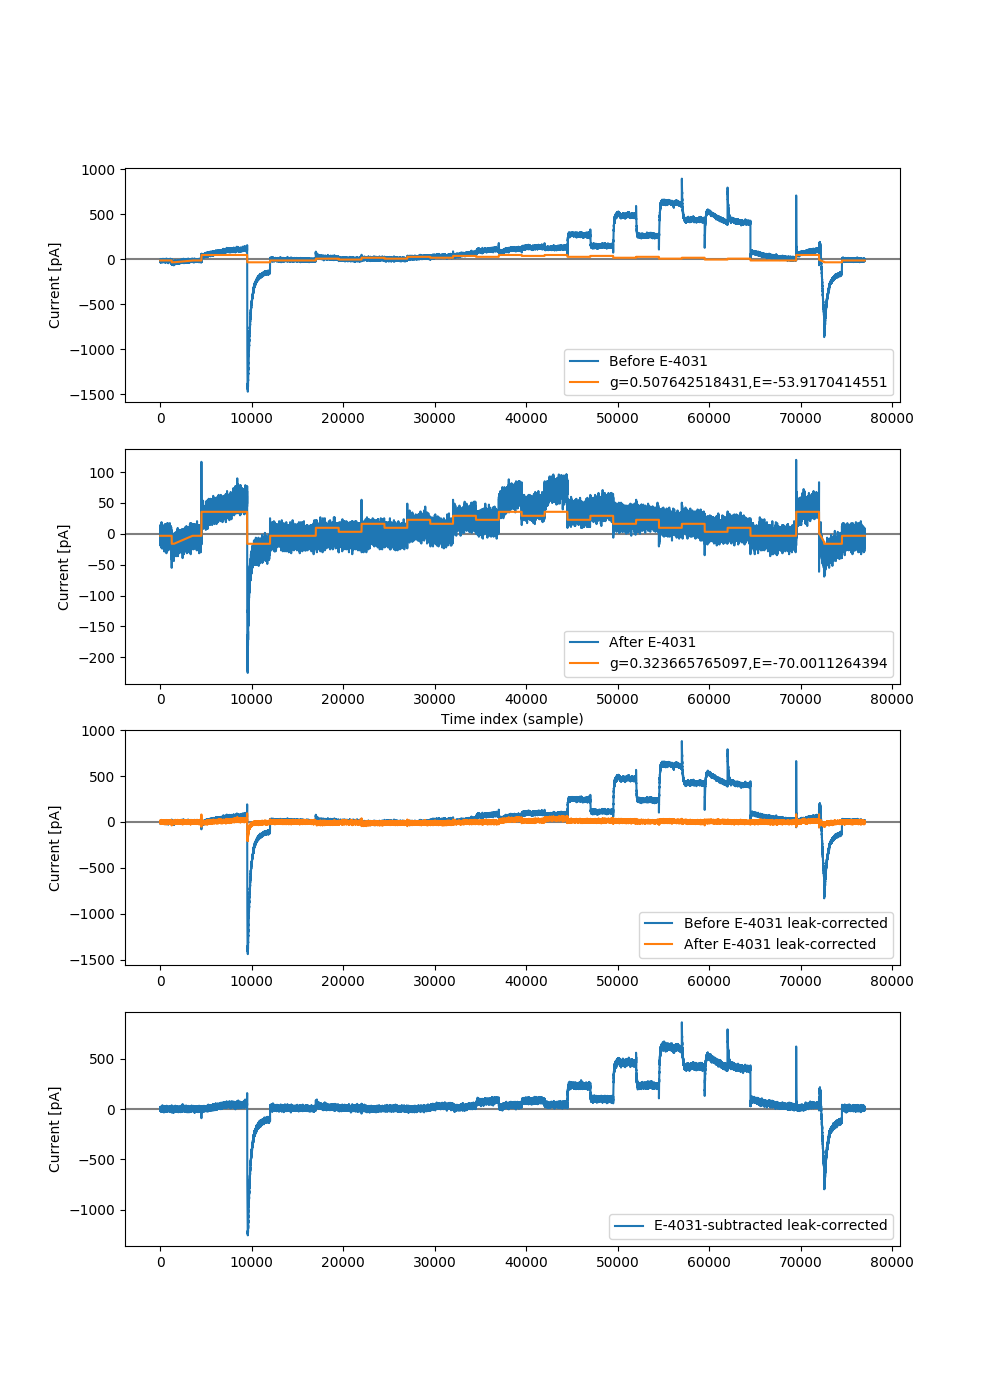 1000
500
0
−500
−1000
−1500
Current [pA]
Before E-4031
g=0.507642518431,E=-53.9170414551
0 10000 20000 30000 40000 50000 60000 70000 80000
100
50
0
−50
−100
−150
−200
Current [pA]
After E-4031
g=0.323665765097,E=-70.0011264394
0 10000 20000 30000 40000 50000 60000 70000 80000
Time index (sample)
1000
500
0
−500
−1000
−1500
Current [pA]
Before E-4031 leak-corrected
After E-4031 leak-corrected
0 10000 20000 30000 40000 50000 60000 70000 80000
500
0
−500
−1000
Current [pA]
E-4031-subtracted leak-corrected
0 10000 20000 30000 40000 50000 60000 70000 80000